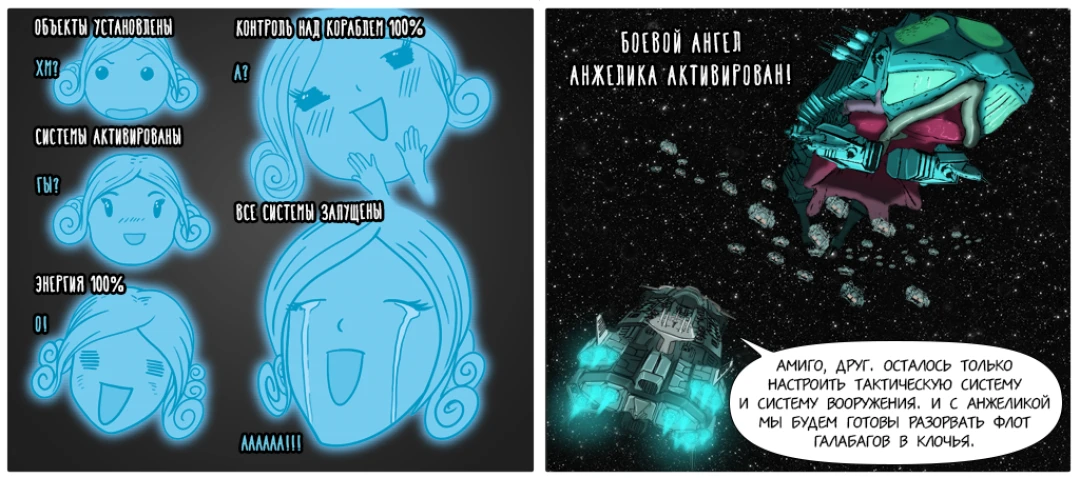 ОБЪЕКТЫ УСТАНОВЛЕНЫ
ХМ?
СИСТЕМЫ АКТИВИРОВАНЫ
ГЫ?
ЭНЕРГИЯ 100%
О!
КОНТРОЛЬ НАД КОРАБЛЕМ 100%
А?
ВСЕ СИСТЕМЫ ЗАПУЩЕНЫ
АААААА!!!
БОЕВОЙ АНГЕЛ
АНЖЕЛИКА АКТИВИРОВАН!
АМИГО, ДРУГ. ОСТАЛОСЬ ТОЛЬКО
НАСТРОИТЬ ТАКТИЧЕСКУЮ СИСТЕМУ
И СИСТЕМУ ВООРУЖЕНИЯ. И С АНЖЕЛИКОЙ
МЫ БУДЕМ ГОТОВЫ РАЗОРВАТЬ ФЛОТ
ГАЛАБАГОВ В КЛОЧЬЯ.